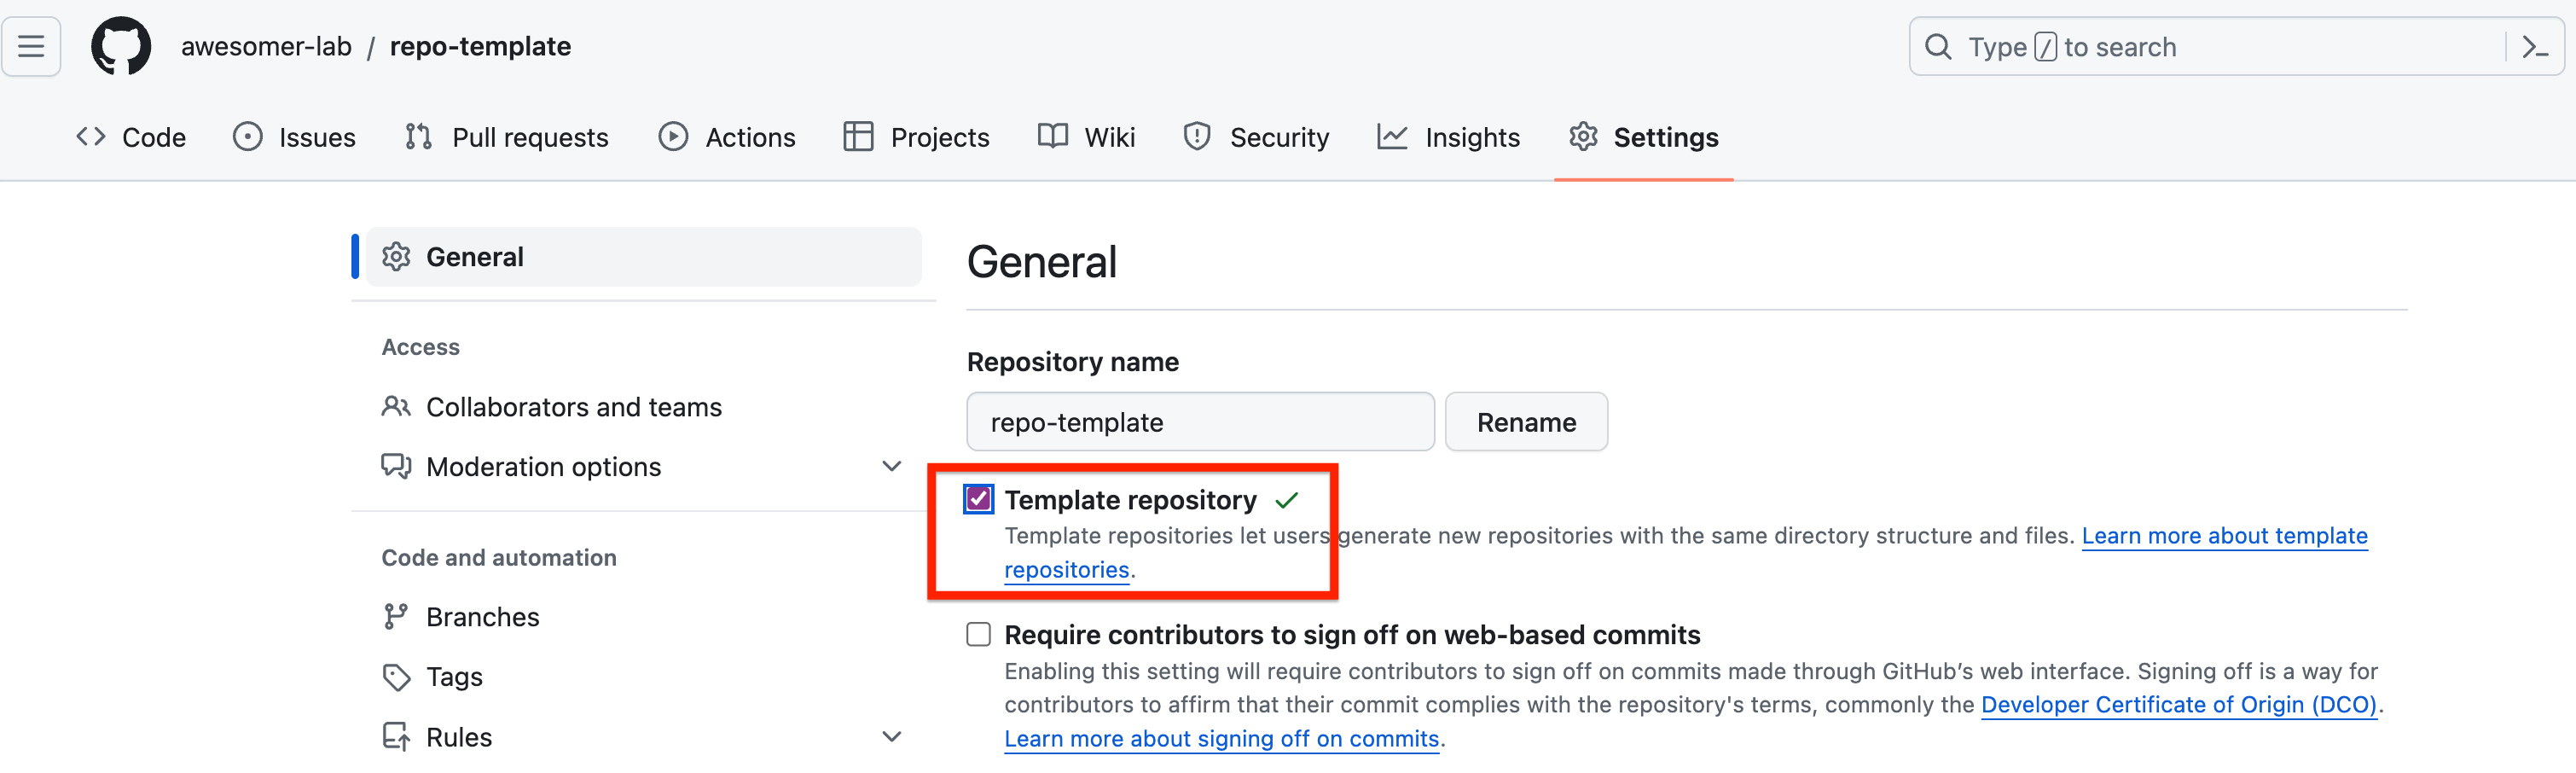 awesomer-lab / repo-template
Type / to search
Code Issues Pull requests Actions Projects Wiki Security Insights Settings
General
Access
Collaborators and teams
Moderation options
Code and automation
Branches
Tags
Rules
General
Repository name
repo-template Rename
Template repository
Template repositories let users generate new repositories with the same directory structure and files. Learn more about template
repositories.
Require contributors to sign off on web-based commits
Enabling this setting will require contributors to sign off on commits made through GitHub’s web interface. Signing off is a way for
contributors to affirm that their commit complies with the repository's terms, commonly the Developer Certificate of Origin (DCO).
Learn more about signing off on commits.